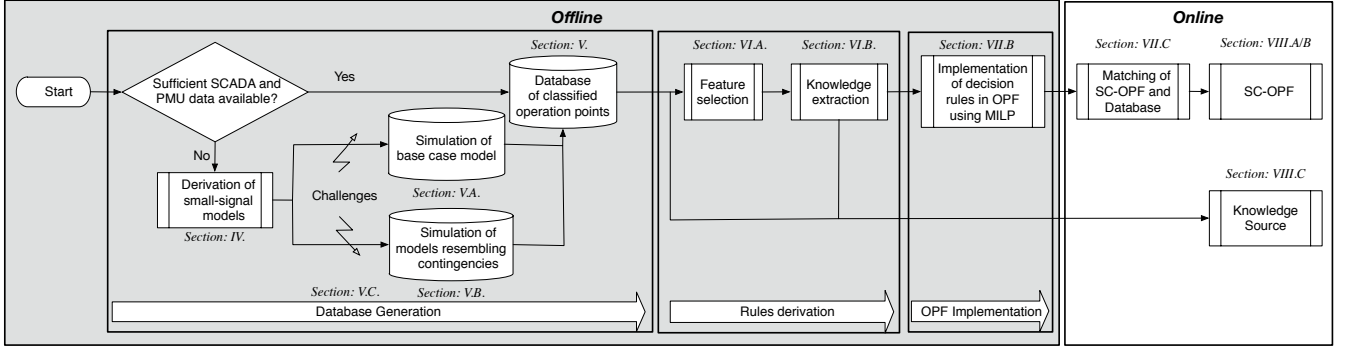 Offline
Online
Start
Sufficient SCADA and
PMU data available?
Yes
No
Derivation of
small-signal
models
Section: IV.
Challenges
Section: V.
Database
of classified
operation points
Simulation of
base case model
Section: V.A.
Simulation of
models resembling
contingencies
Section: V.C.
Section: V.B.
Database Generation
Section: VI.A.
Feature
selection
Section: VI.B.
Knowledge
extraction
Rules derivation
Section: VII.B
Implementation
of decision
rules in OPF
using MILP
OPF Implementation
Section: VII.C
Matching of
SC-OPF and
Database
Section: VIII.A/B
SC-OPF
Section: VIII.C
Knowledge
Source